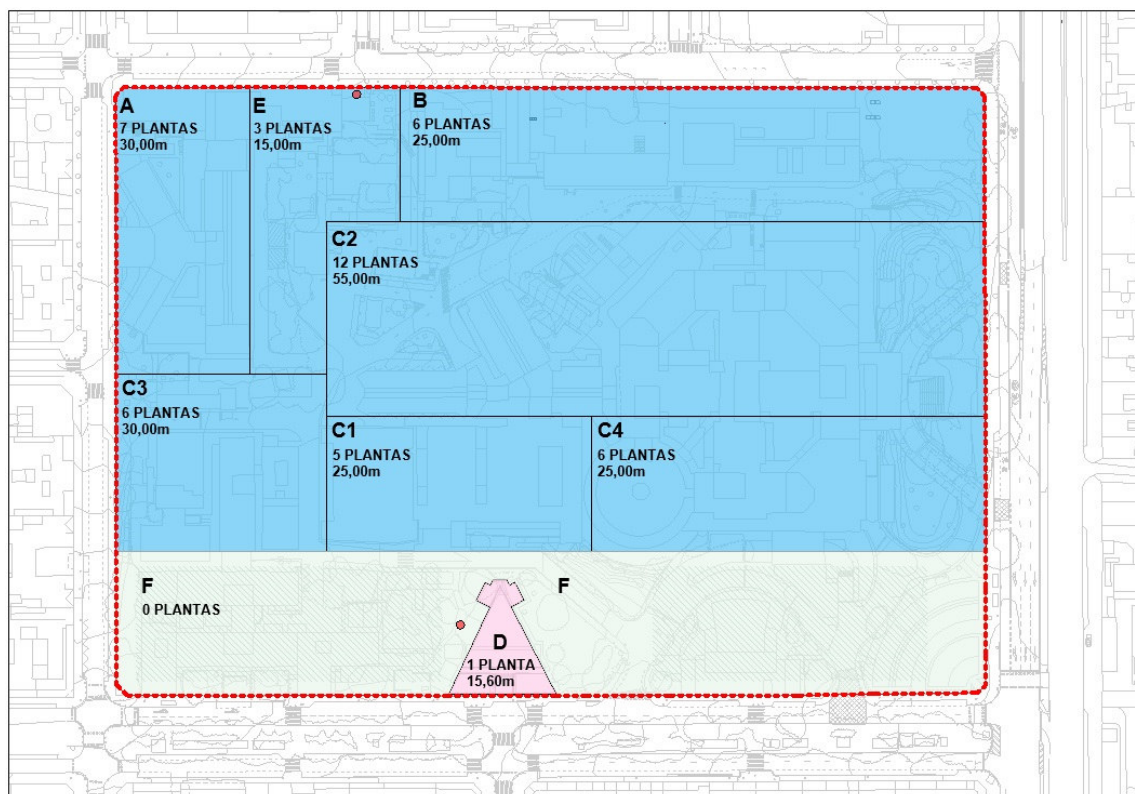 A
7 PLANTAS
30,00m
E
3 PLANTAS
15,00m
B
6 PLANTAS
25,00m
C2
12 PLANTAS
55,00m
C3
6 PLANTAS
30,00m
C1
5 PLANTAS
25,00m
C4
6 PLANTAS
25,00m
F
0 PLANTAS
F
D
1 PLANTA
15,60m